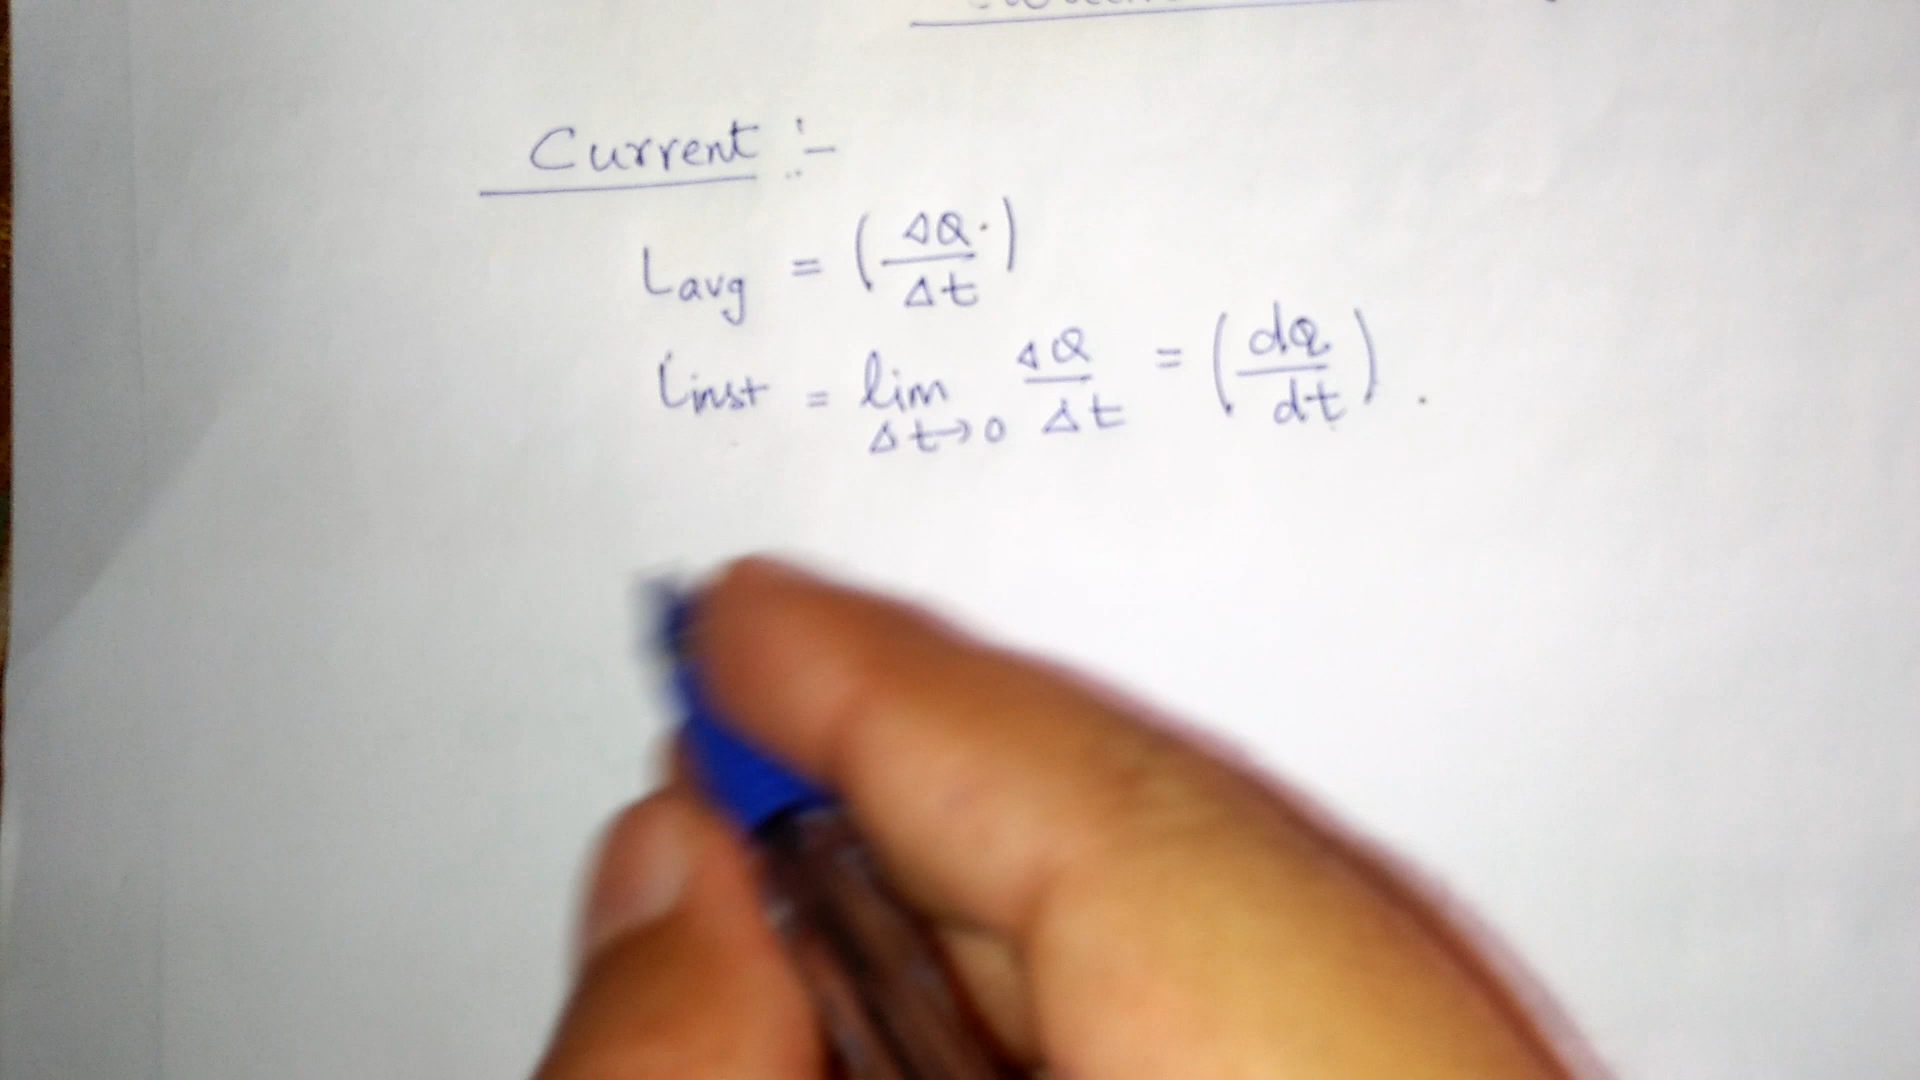 Current :-
iavg = (ΔQ/Δt)
iinst = lim Δt→0 ΔQ/Δt = (dQ/dt).